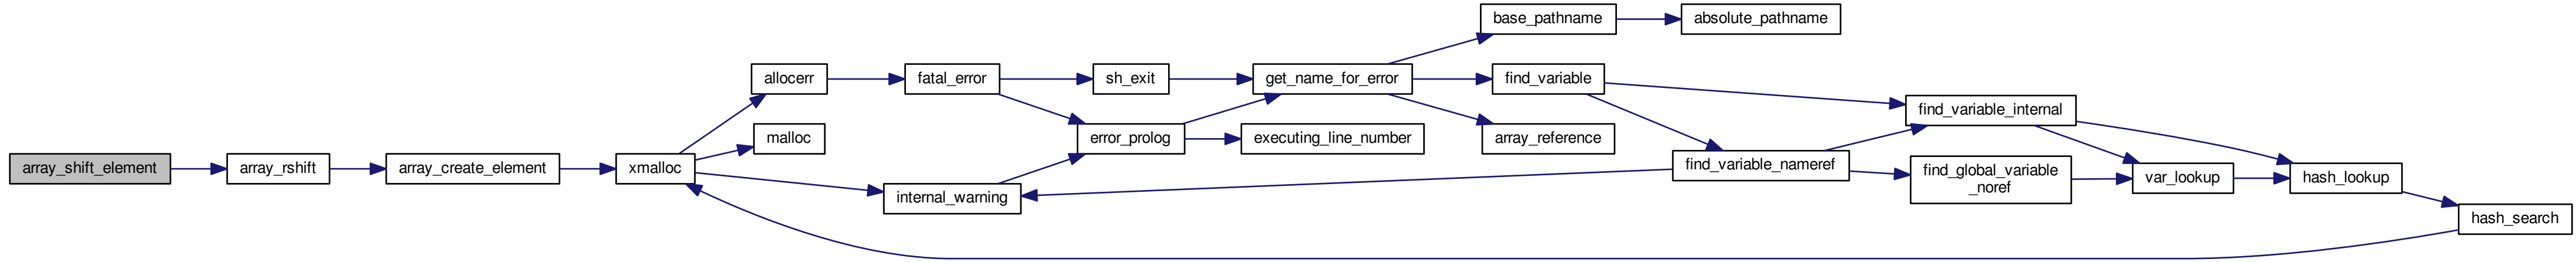 array_shift_element
array_rshift
array_create_element
xmalloc
allocerr
malloc
internal_warning
fatal_error
sh_exit
error_prolog
get_name_for_error
executing_line_number
base_pathname
absolute_pathname
find_variable
array_reference
find_variable_nameref
find_variable_internal
find_global_variable
_noref
var_lookup
hash_lookup
hash_search